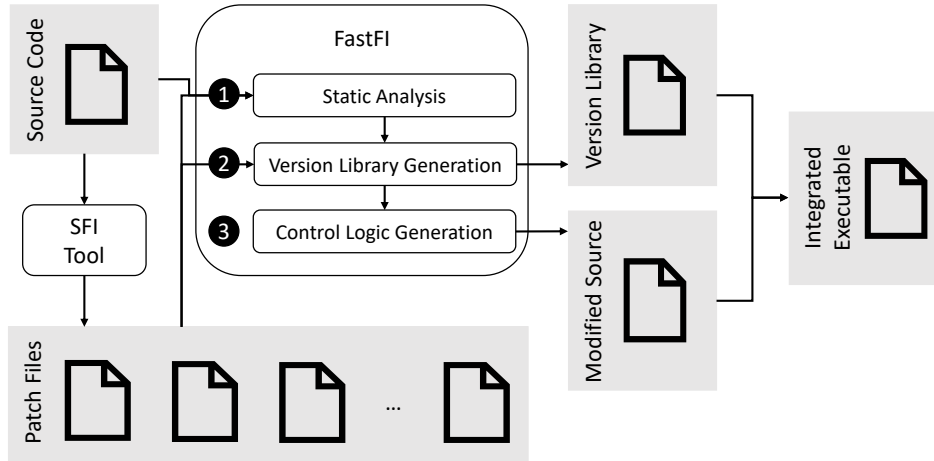 Source Code
FastFI
1
Static Analysis
2
Version Library Generation
3
Control Logic Generation
SFI
Tool
Patch Files
...
Version Library
Modified Source
Integrated
Executable